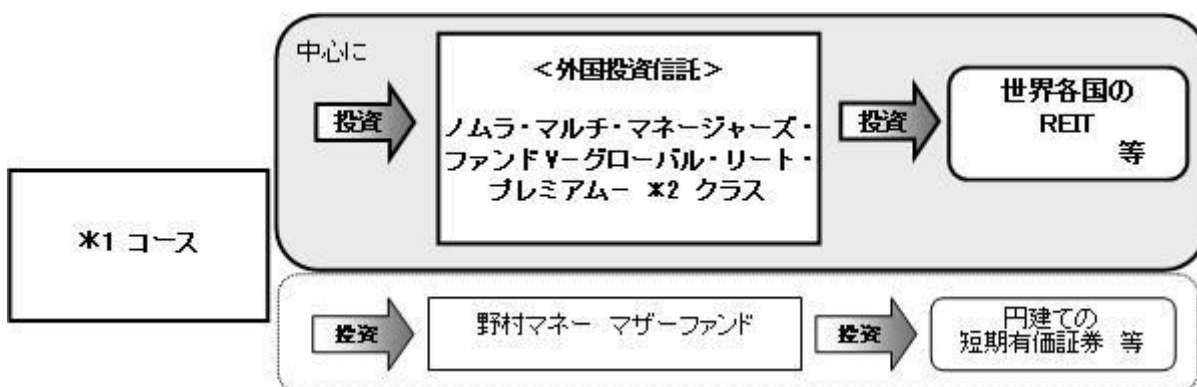 中心に
投資
<外国投資信託>
ノムラ・マルチ・マネージャーズ・
ファンドⅤ-グローバル・リート・
プレミアム- *2 クラス
投資
世界各国の
REIT
等
*1 コース
投資
野村マネー マザーファンド
投資
円建ての
短期有価証券 等